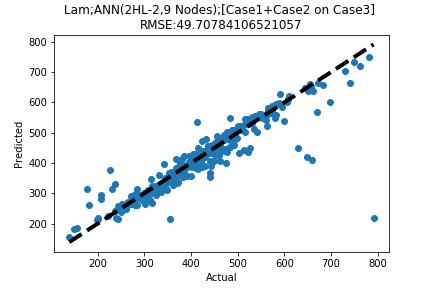 Lam;ANN(2HL-2,9 Nodes);[Case1+Case2 on Case3]
RMSE:49.70784106521057
800
700
600
500
400
300
200
Predicted
200 300 400 500 600 700 800
Actual